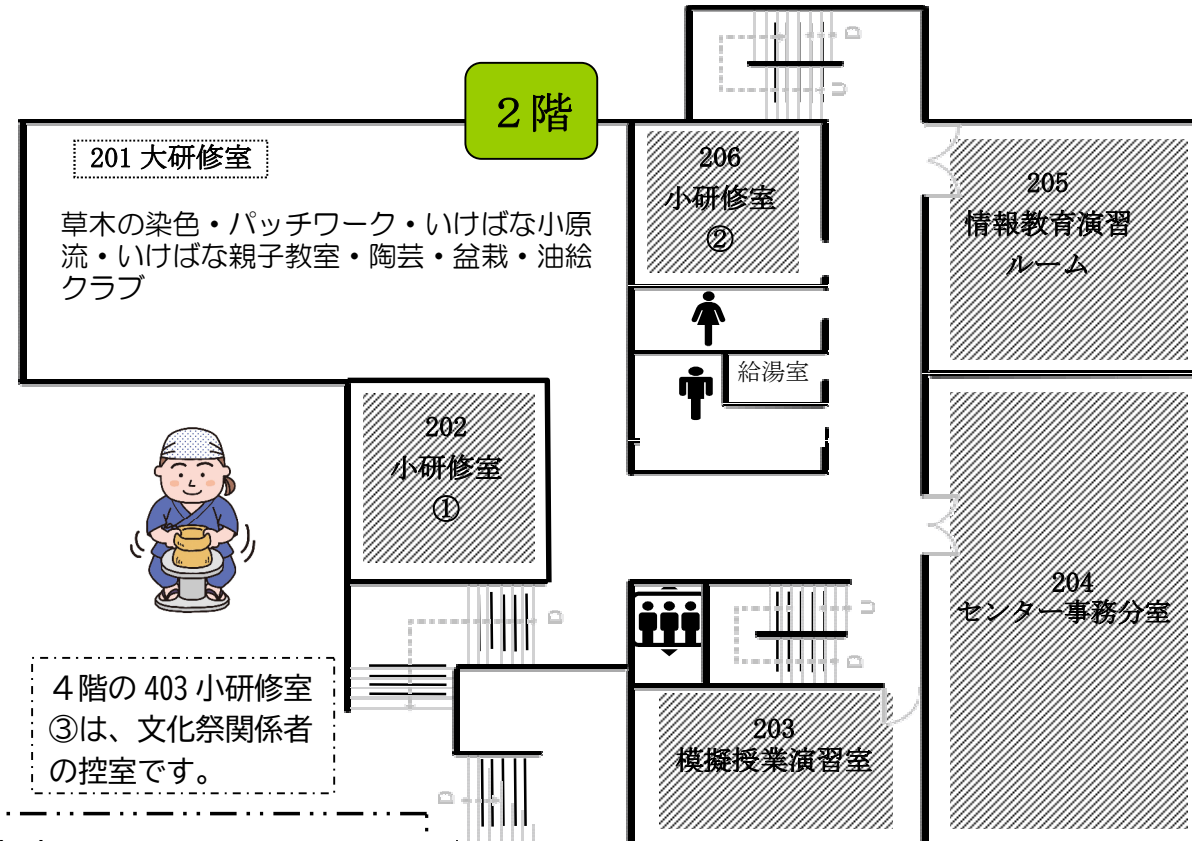 ２階
201 大研修室
草木の染色・パッチワーク・いけばな小原
流・いけばな親子教室・陶芸・盆栽・油絵
クラブ
206
小研修室
②
205
情報教育演習
ルーム
給湯室
202
小研修室
①
204
センター事務分室
203
模擬授業演習室
４階の 403 小研修室
③は、文化祭関係者
の控室です。
D
U
D
U
D
D